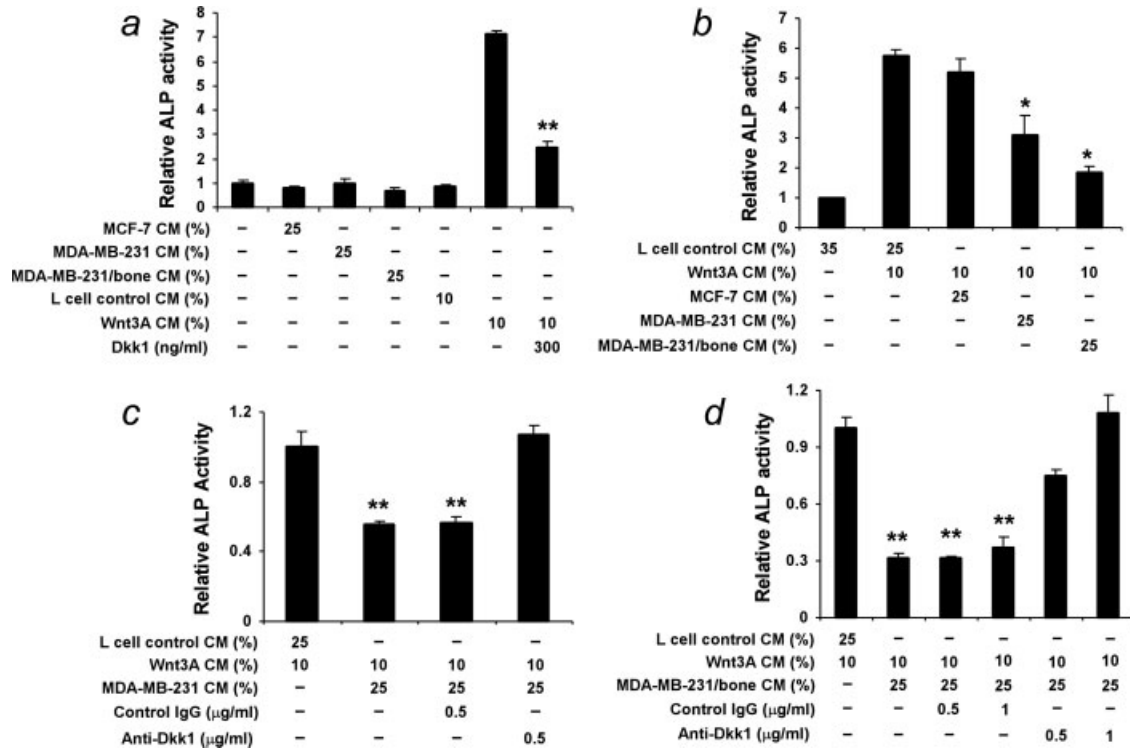 a
Relative ALP activity
8
7
6
5
4
3
2
1
0
**
MCF-7 CM (%) – 25 – – – – –
MDA-MB-231 CM (%) – – 25 – – – –
MDA-MB-231/bone CM (%) – – – 25 – – –
L cell control CM (%) – – – – 10 – –
Wnt3A CM (%) – – – – – 10 10
Dkk1 (ng/ml) – – – – – – 300
b
Relative ALP activity
7
6
5
4
3
2
1
0
*
*
L cell control CM (%) 35 25 – – –
Wnt3A CM (%) – 10 10 10 10
MCF-7 CM (%) – – 25 – –
MDA-MB-231 CM (%) – – – 25 –
MDA-MB-231/bone CM (%) – – – – 25
c
Relative ALP Activity
1.2
0.8
0.4
0
**
**
L cell control CM (%) 25 – – –
Wnt3A CM (%) 10 10 10 10
MDA-MB-231 CM (%) – 25 25 25
Control IgG (μg/ml) – – 0.5 –
Anti-Dkk1 (μg/ml) – – – 0.5
d
Relative ALP activity
1.2
0.9
0.6
0.3
0
**
**
**
L cell control CM (%) 25 – – – – –
Wnt3A CM (%) 10 10 10 10 10 10
MDA-MB-231/bone CM (%) – 25 25 25 25 25
Control IgG (μg/ml) – – 0.5 1 – –
Anti-Dkk1 (μg/ml) – – – – 0.5 1